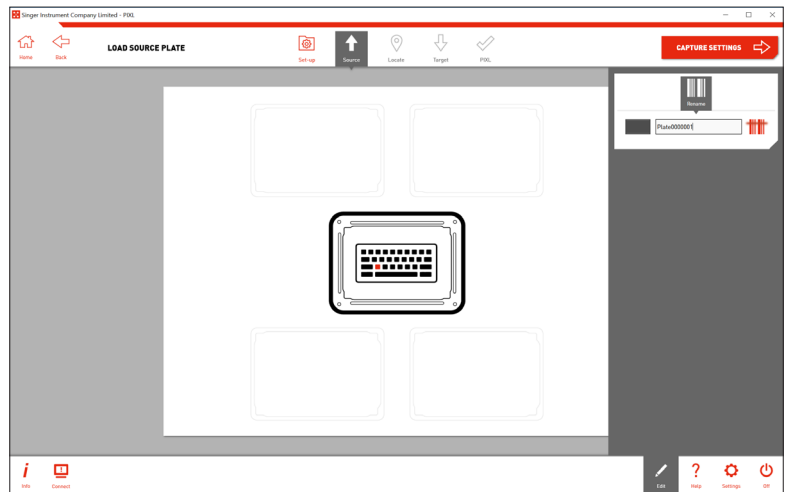 Singer Instrument Company Limited - PIXL
Home
Back
LOAD SOURCE PLATE
Set-up
Source
Locate
Target
PIXL
CAPTURE SETTINGS
Rename
Plate0000001
i
Info
Connect
Edit
?
Help
Settings
Off